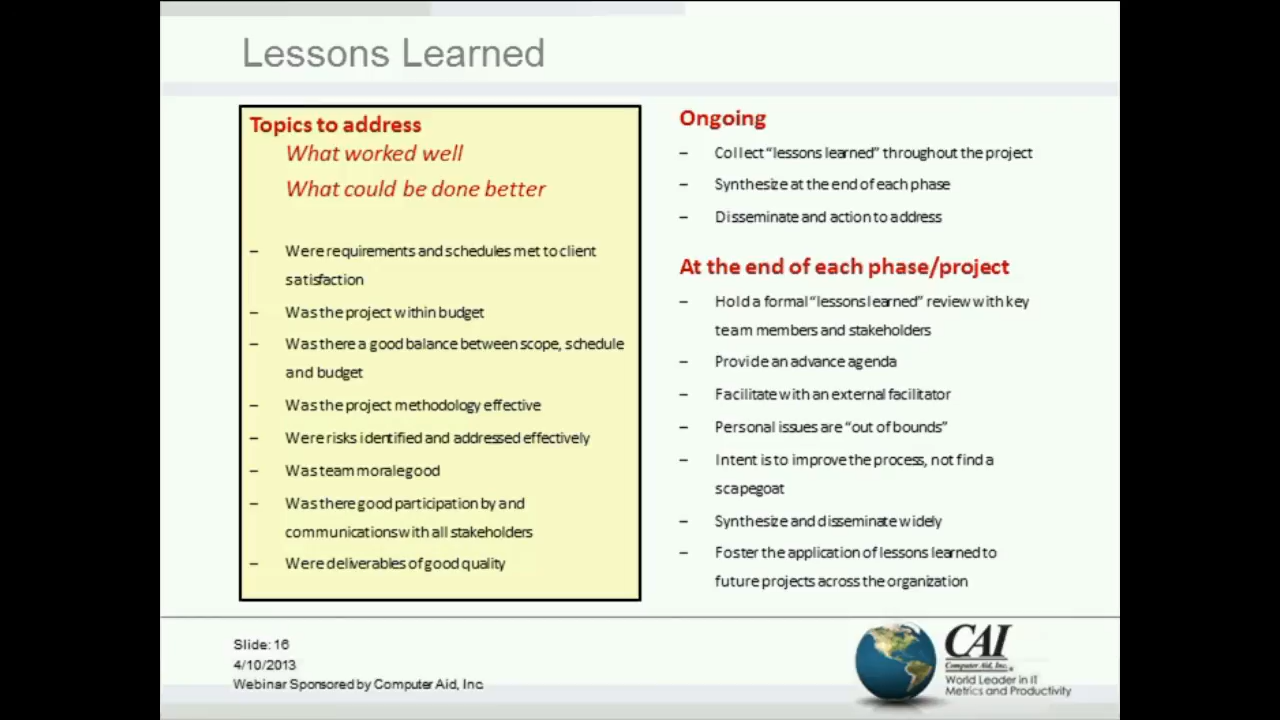 Lessons Learned
Topics to address
What worked well
What could be done better
– Were requirements and schedules met to client
satisfaction
– Was the project within budget
– Was there a good balance between scope, schedule
and budget
– Was the project methodology effective
– Were risks identified and addressed effectively
– Was team morale good
– Was there good participation by and
communications with all stakeholders
– Were deliverables of good quality
Ongoing
– Collect “lessons learned” throughout the project
– Synthesize at the end of each phase
– Disseminate and action to address
At the end of each phase/project
– Hold a formal “lessons learned” review with key
team members and stakeholders
– Provide an advance agenda
– Facilitate with an external facilitator
– Personal issues are “out of bounds”
– Intent is to improve the process, not find a
scapegoat
– Synthesize and disseminate widely
– Foster the application of lessons learned to
future projects across the organization
Slide: 16
4/10/2013
Webinar Sponsored by Computer Aid, Inc.
CAI
Computer Aid, Inc.
World Leader in IT
Metrics and Productivity